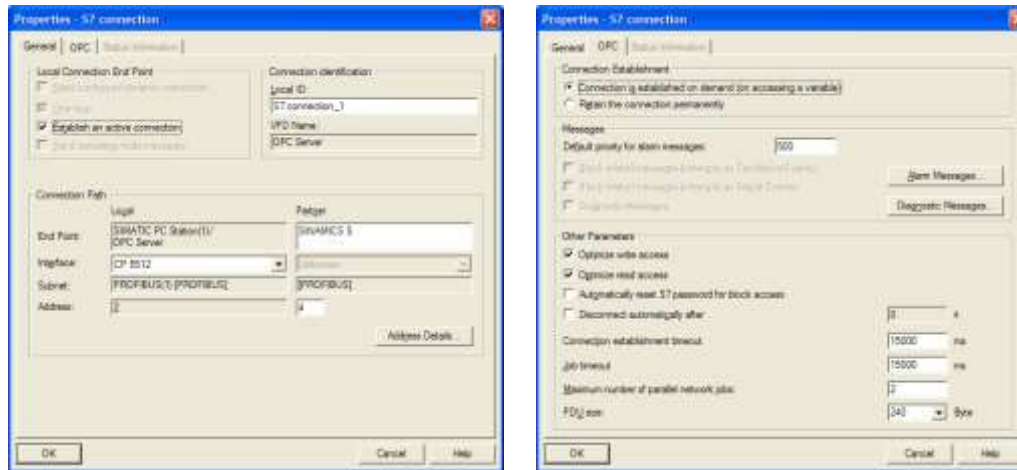 Properties - S7 connection
General OPC Status Information
Local Connection End Point
One-way
Establish an active connection
Connection identification
Local ID:
S7 connection_1
VFD Name:
OPC Server
Connection Path
Local Partner
End Point: SIMATIC PC Station(1)/ SINAMICS S
OPC Server
Interface: CP 5512 Unknown
Subnet: PROFIBUS(1) [PROFIBUS] [PROFIBUS]
Address: 2 4
Address Details...
OK Cancel Help
Properties - S7 connection
General OPC Status Information
Connection Establishment
Connection is established on demand (on accessing a variable)
Retain the connection permanently
Messages
Default priority for alarm messages: 500
Diagnostic Messages
Alarm Messages...
Diagnostic Messages...
Other Parameters
Optimize write access
Optimize read access
Automatically reset S7 password for block access
Disconnect automatically after 0 s
Connection establishment timeout: 15000 ms
Job timeout: 15000 ms
Maximum number of parallel network jobs: 2
PDU size: 240 Byte
OK Cancel Help